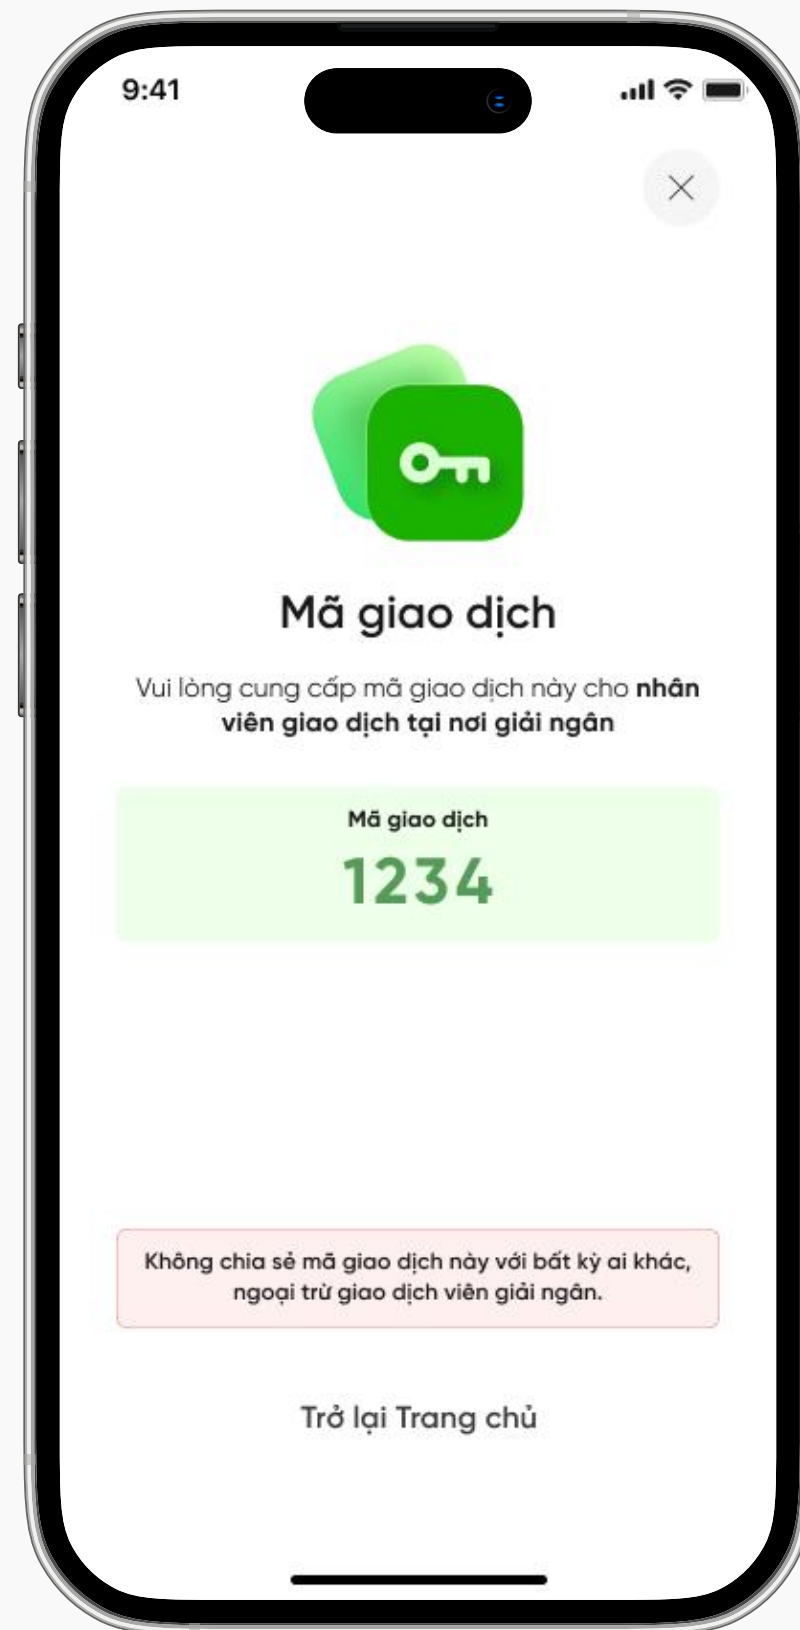 9:41
Mã giao dịch
Vui lòng cung cấp mã giao dịch này cho nhân
viên giao dịch tại nơi giải ngân
Mã giao dịch
1234
Không chia sẻ mã giao dịch này với bất kỳ ai khác,
ngoại trừ giao dịch viên giải ngân.
Trở lại Trang chủ